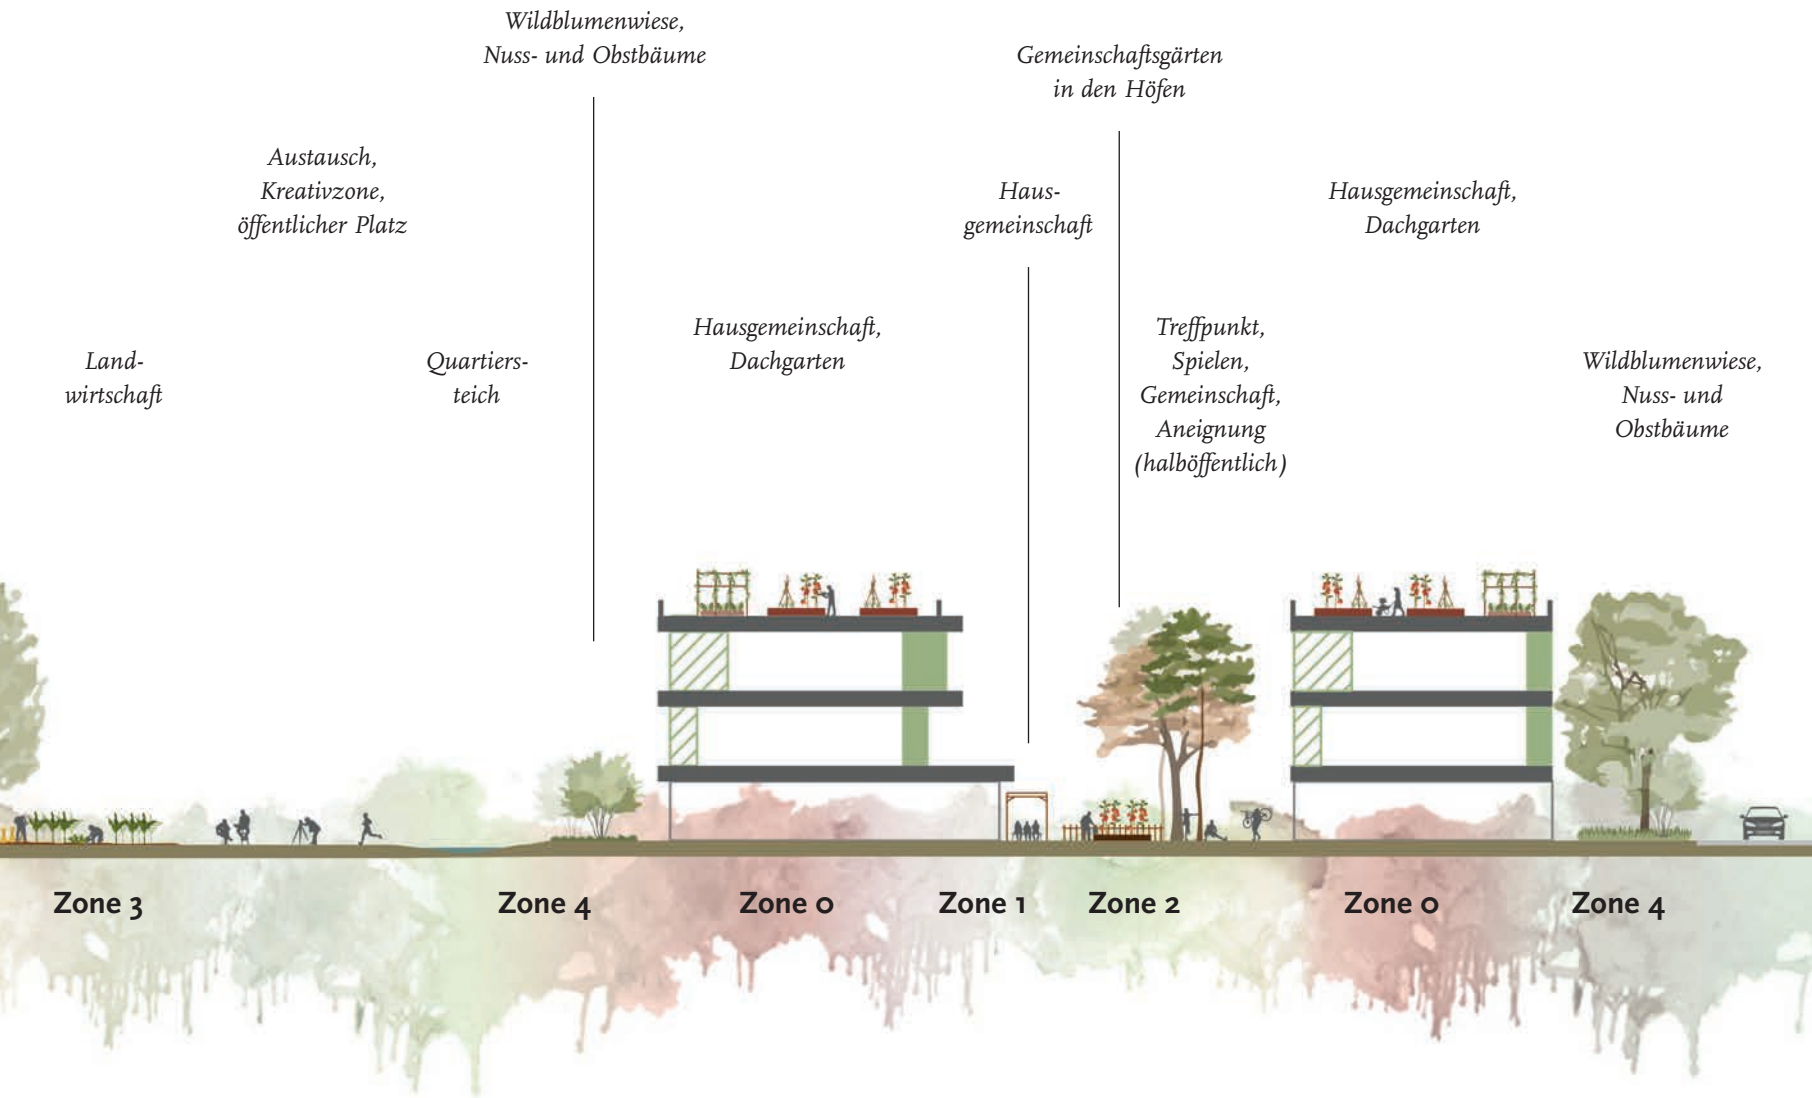 Wildblumenwiese,
Nuss- und Obstbäume
Gemeinschaftsgärten
in den Höfen
Austausch,
Kreativzone,
öffentlicher Platz
Haus-
gemeinschaft
Hausgemeinschaft,
Dachgarten
Land-
wirtschaft
Quartiers-
teich
Hausgemeinschaft,
Dachgarten
Treffpunkt,
Spielen,
Gemeinschaft,
Aneignung
(halböffentlich)
Wildblumenwiese,
Nuss- und
Obstbäume
Zone 3
Zone 4
Zone 0
Zone 1
Zone 2
Zone 0
Zone 4